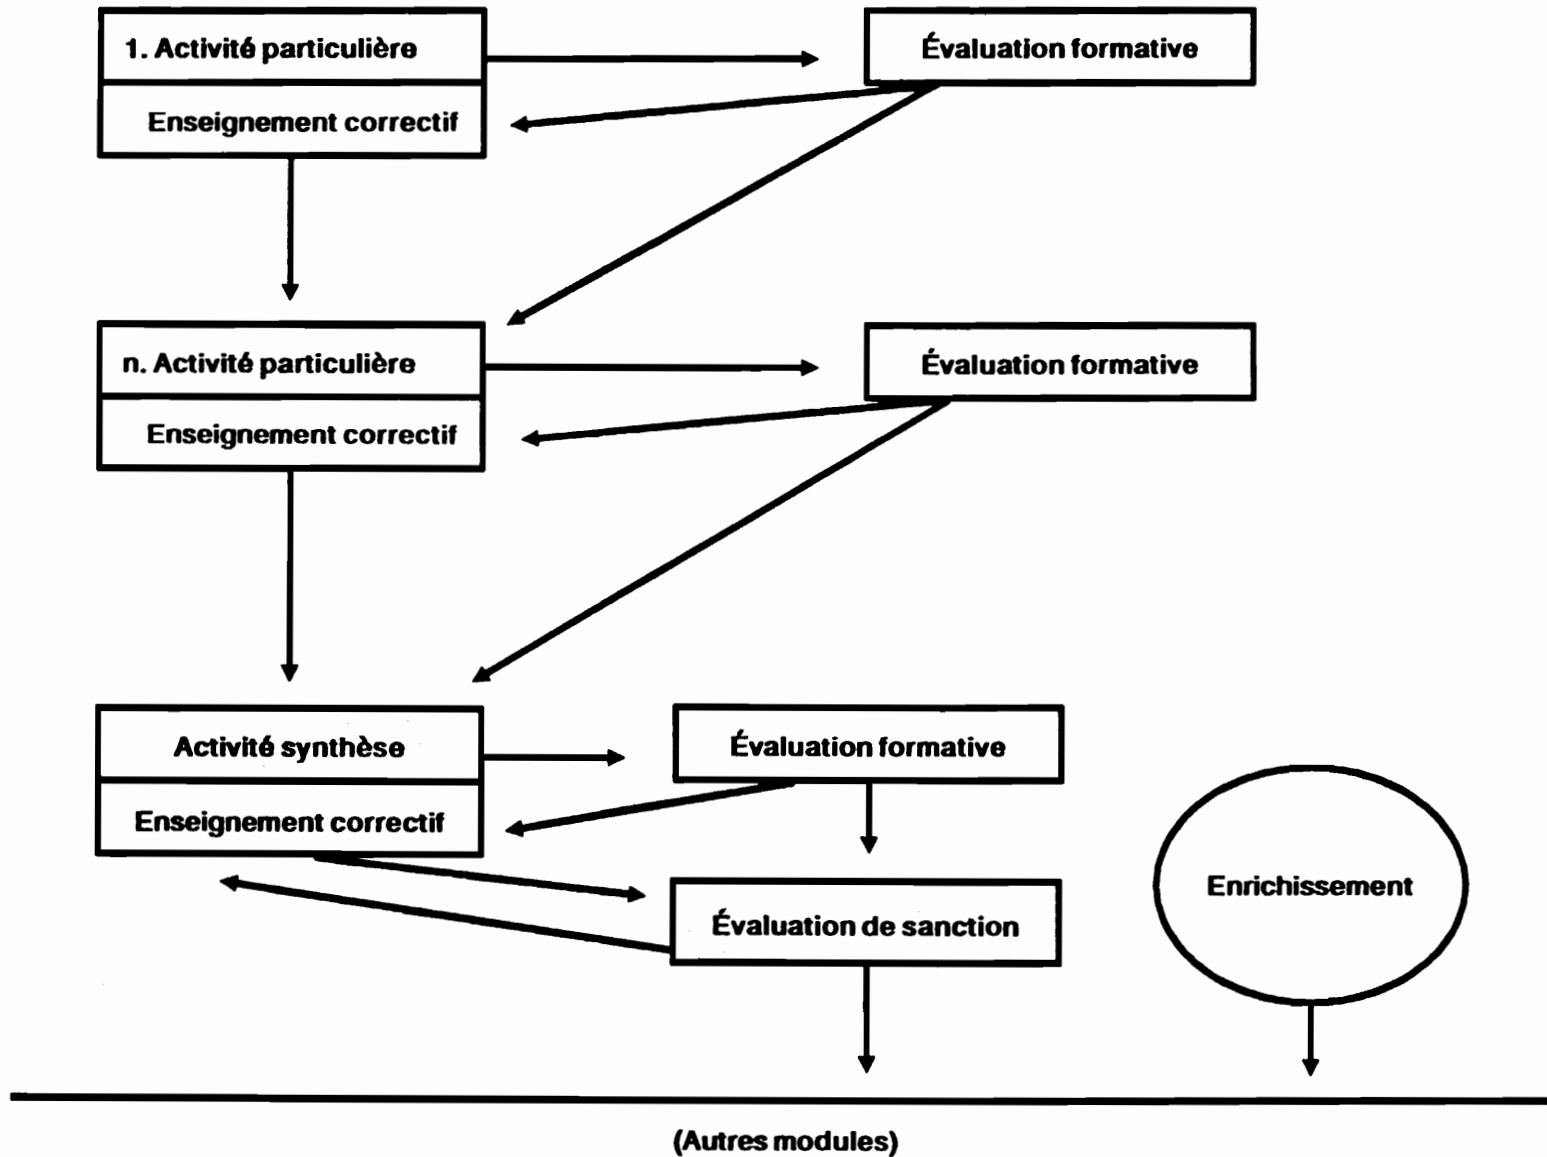 1. Activité particulière
Évaluation formative
Enseignement correctif
n. Activité particulière
Évaluation formative
Enseignement correctif
Activité synthèse
Évaluation formative
Enseignement correctif
Enrichissement
Évaluation de sanction
(Autres modules)